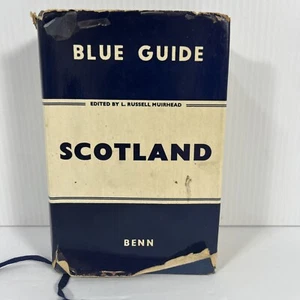 BLUE GUIDE
EDITED BY L. RUSSELL MUIRHEAD
SCOTLAND
BENN